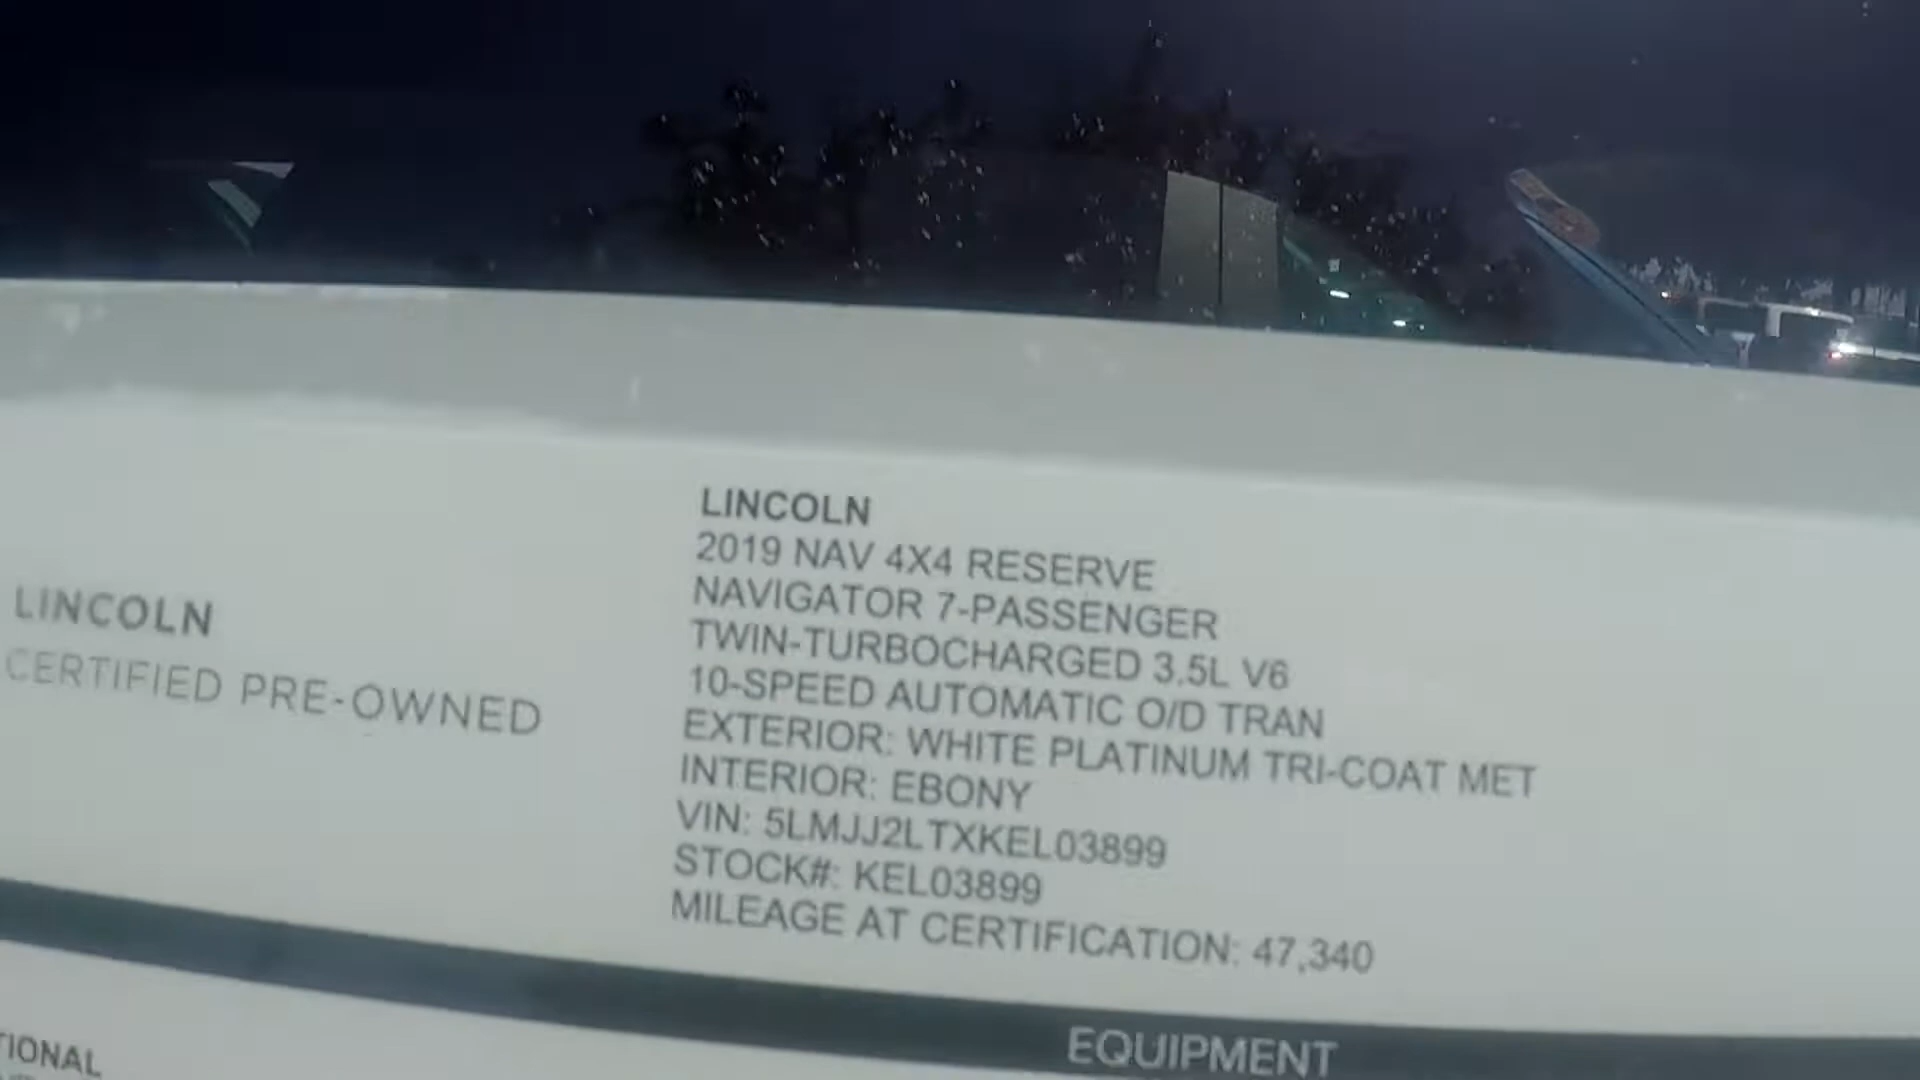 LINCOLN
CERTIFIED PRE-OWNED
LINCOLN
2019 NAV 4X4 RESERVE
NAVIGATOR 7-PASSENGER
TWIN-TURBOCHARGED 3.5L V6
10-SPEED AUTOMATIC O/D TRAN
EXTERIOR: WHITE PLATINUM TRI-COAT MET
INTERIOR: EBONY
VIN: 5LMJJ2LTXKEL03899
STOCK#: KEL03899
MILEAGE AT CERTIFICATION: 47,340
EQUIPMENT
TIONAL